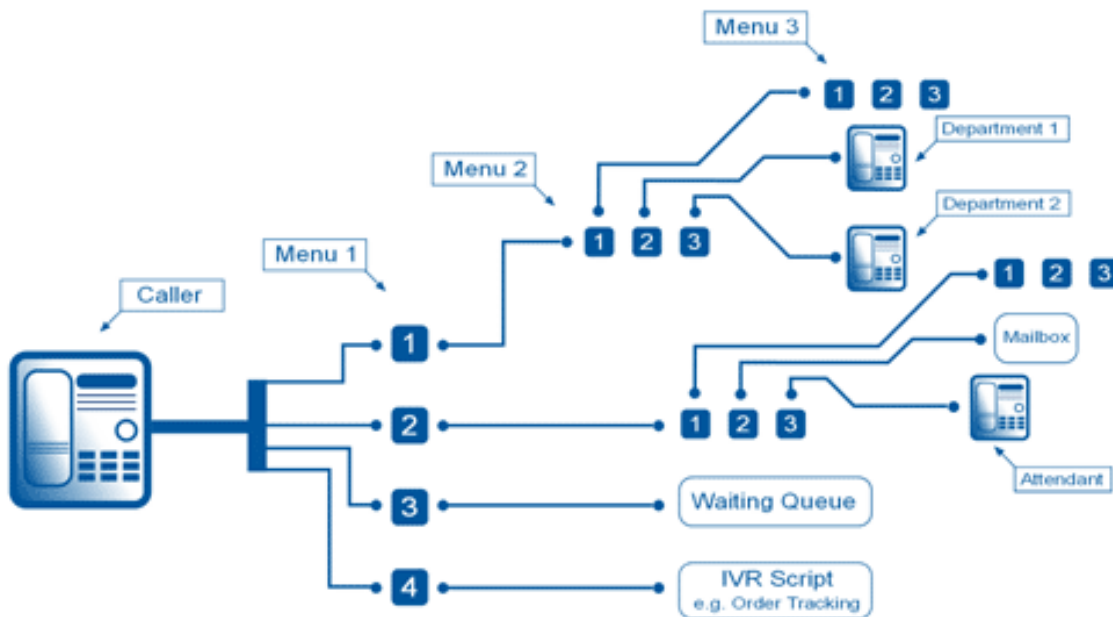 Menu 3
1 2 3
Department 1
Menu 2
Department 2
1 2 3
Menu 1
1 2 3
Caller
1
Mailbox
2
1 2 3
Attendant
3
Waiting Queue
4
IVR Script
e.g. Order Tracking